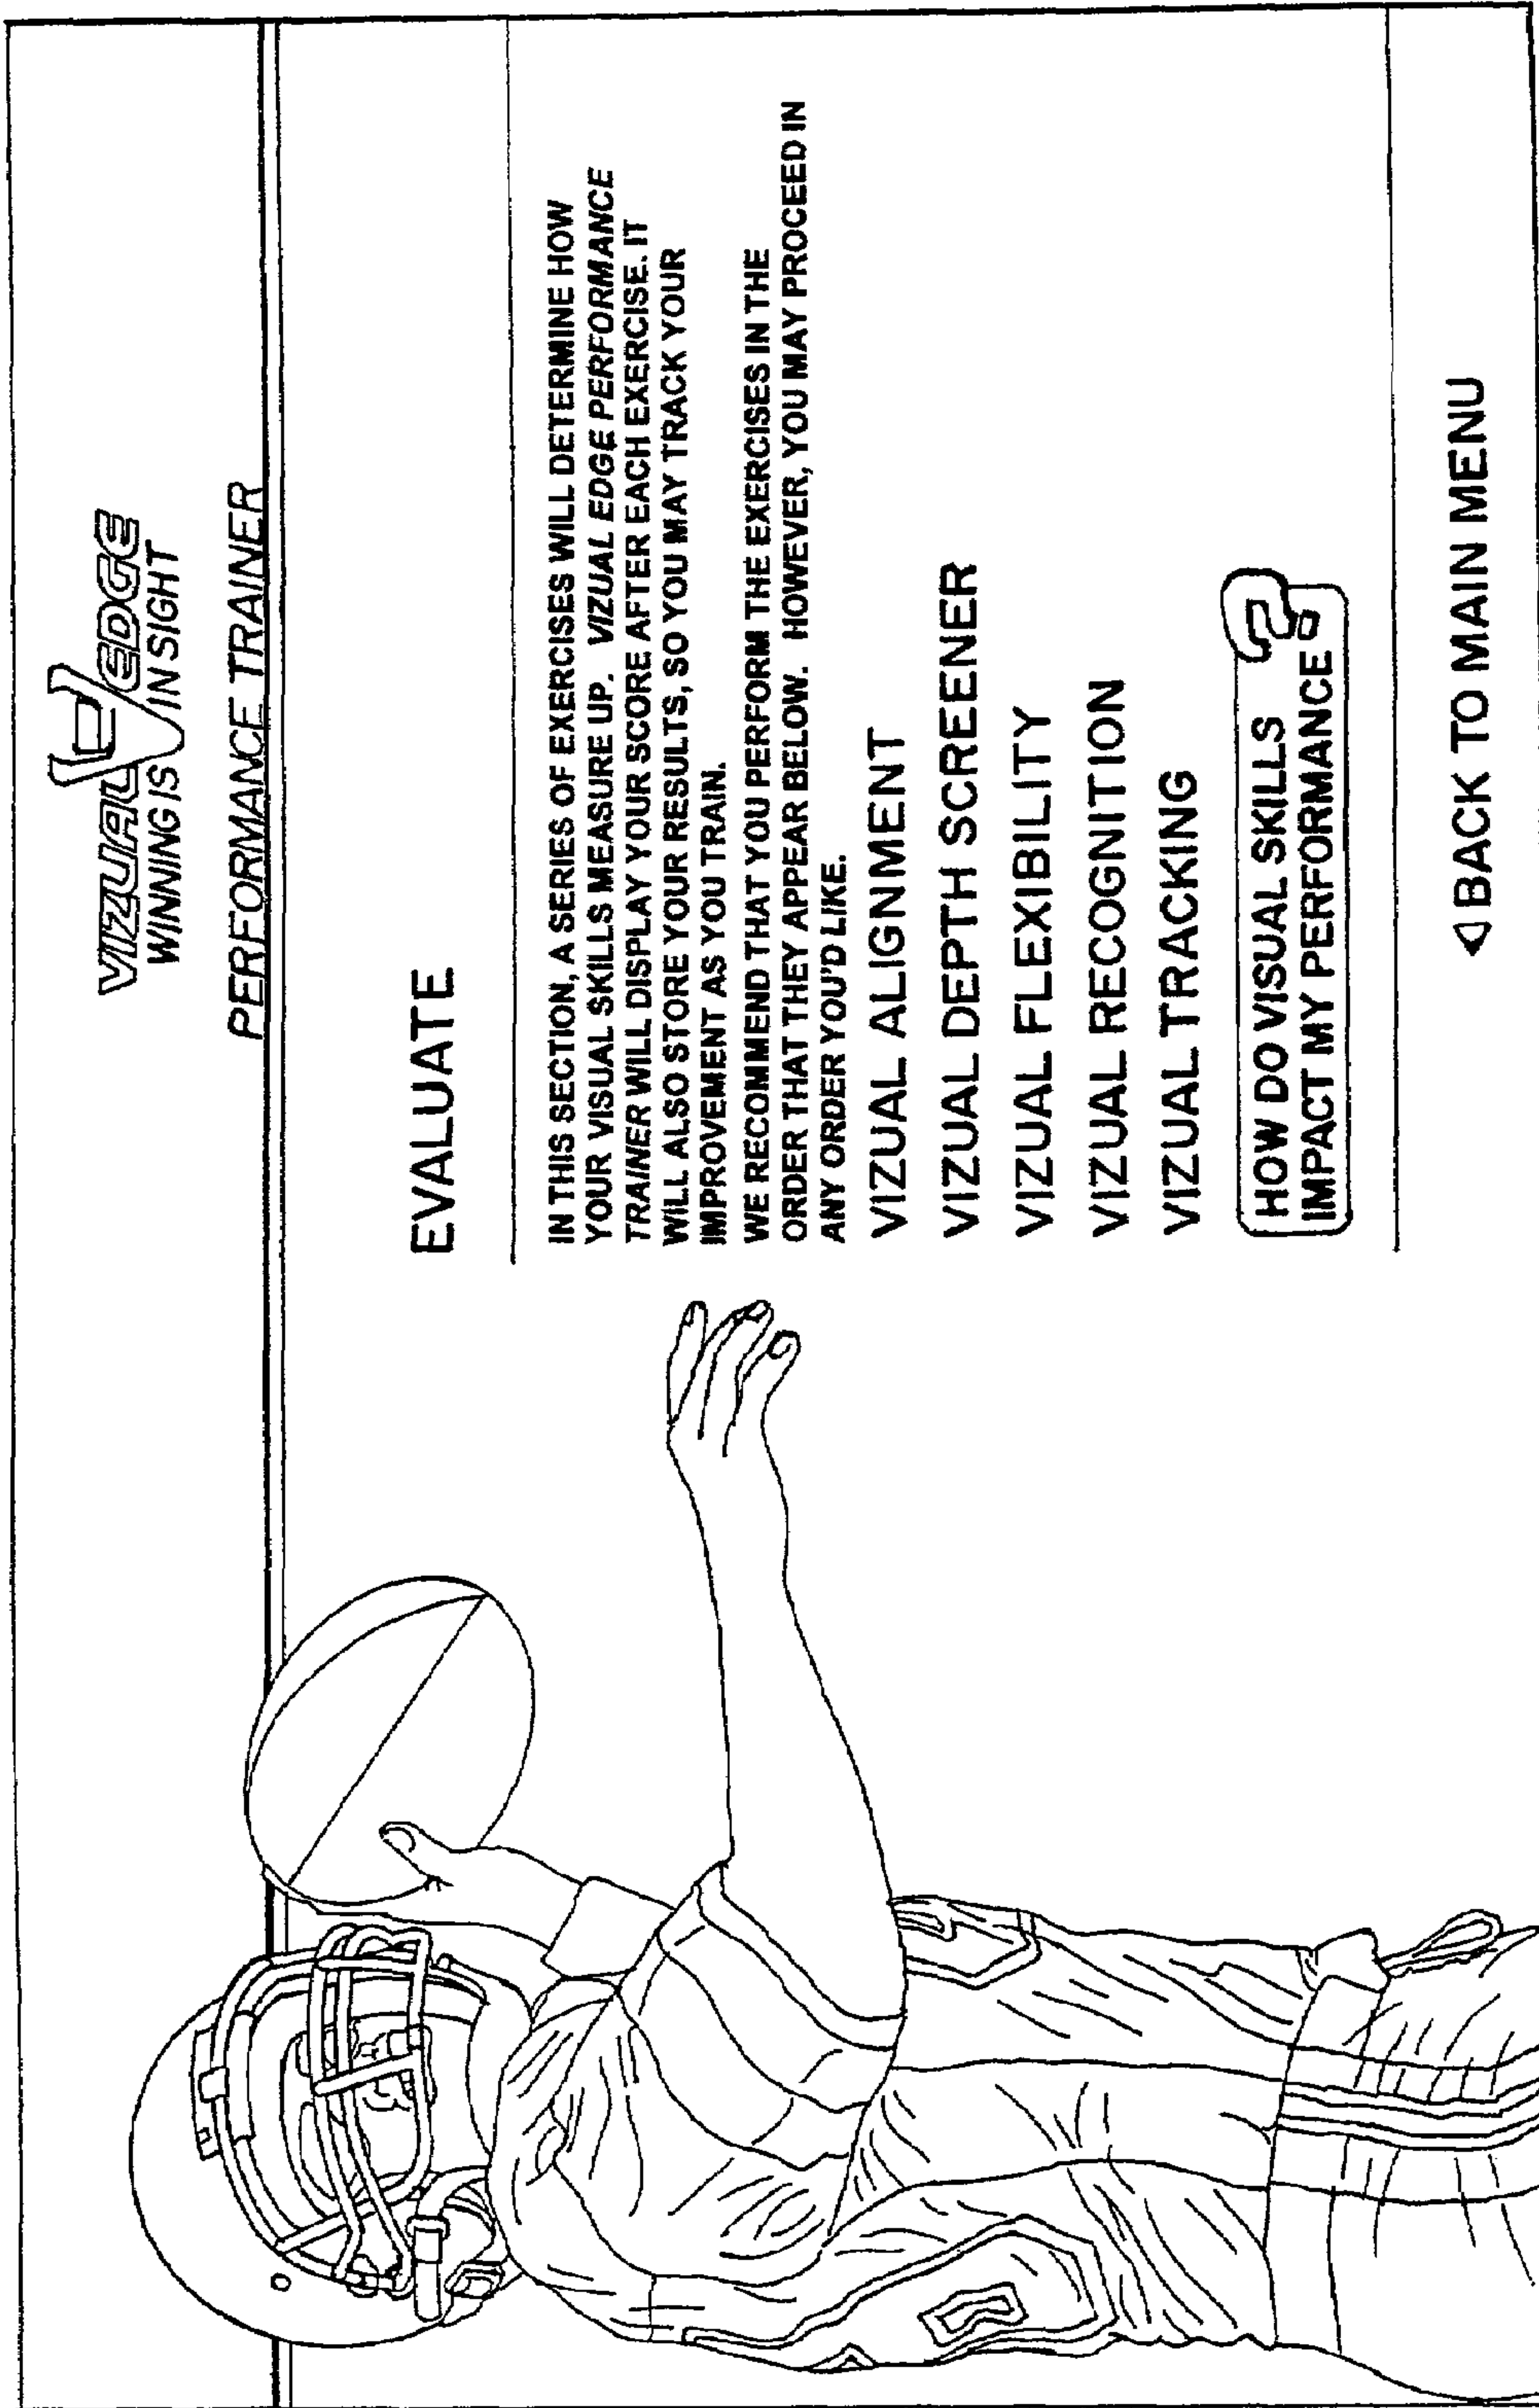 VIZUAL EDGE
WINNING IS IN SIGHT
PERFORMANCE TRAINER
EVALUATE
IN THIS SECTION, A SERIES OF EXERCISES WILL DETERMINE HOW
YOUR VISUAL SKILLS MEASURE UP. VIZUAL EDGE PERFORMANCE
TRAINER WILL DISPLAY YOUR SCORE AFTER EACH EXERCISE. IT
WILL ALSO STORE YOUR RESULTS, SO YOU MAY TRACK YOUR
IMPROVEMENT AS YOU TRAIN.
WE RECOMMEND THAT YOU PERFORM THE EXERCISES IN THE
ORDER THAT THEY APPEAR BELOW. HOWEVER, YOU MAY PROCEED IN
ANY ORDER YOU'D LIKE.
VIZUAL ALIGNMENT
VIZUAL DEPTH SCREENER
VIZUAL FLEXIBILITY
VIZUAL RECOGNITION
VIZUAL TRACKING
HOW DO VISUAL SKILLS
IMPACT MY PERFORMANCE ?
BACK TO MAIN MENU